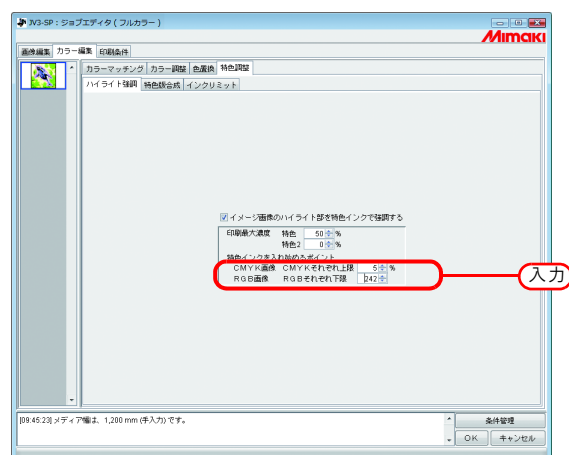 JV3-SP : ジョブエディタ ( フルカラー )
Mimaki
画像編集 カラー編集 印刷条件
カラーマッチング カラー調整 色置換 特色調整
ハイライト強調 特色版合成 インクリミット
イメージ画像のハイライト部を特色インクで強調する
印刷最大濃度 特色 50 %
特色2 0 %
特色インクを入れ始めるポイント
CMYK画像 CMYKそれぞれ上限 5 %
RGB画像 RGBそれぞれ下限 242
入力
[09:45:23] メディア幅は、1,200 mm (手入力) です。
条件管理
OK キャンセル